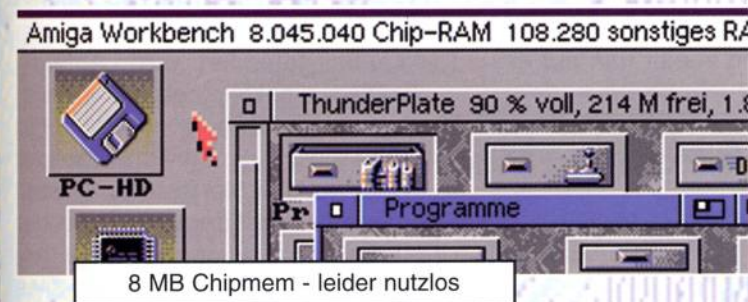 Amiga Workbench 8.045.040 Chip-RAM 108.280 sonstiges
ThunderPlate 90 % voll, 214 M frei,
PC-HD
Programme
8 MB Chipmem - leider nutzlos